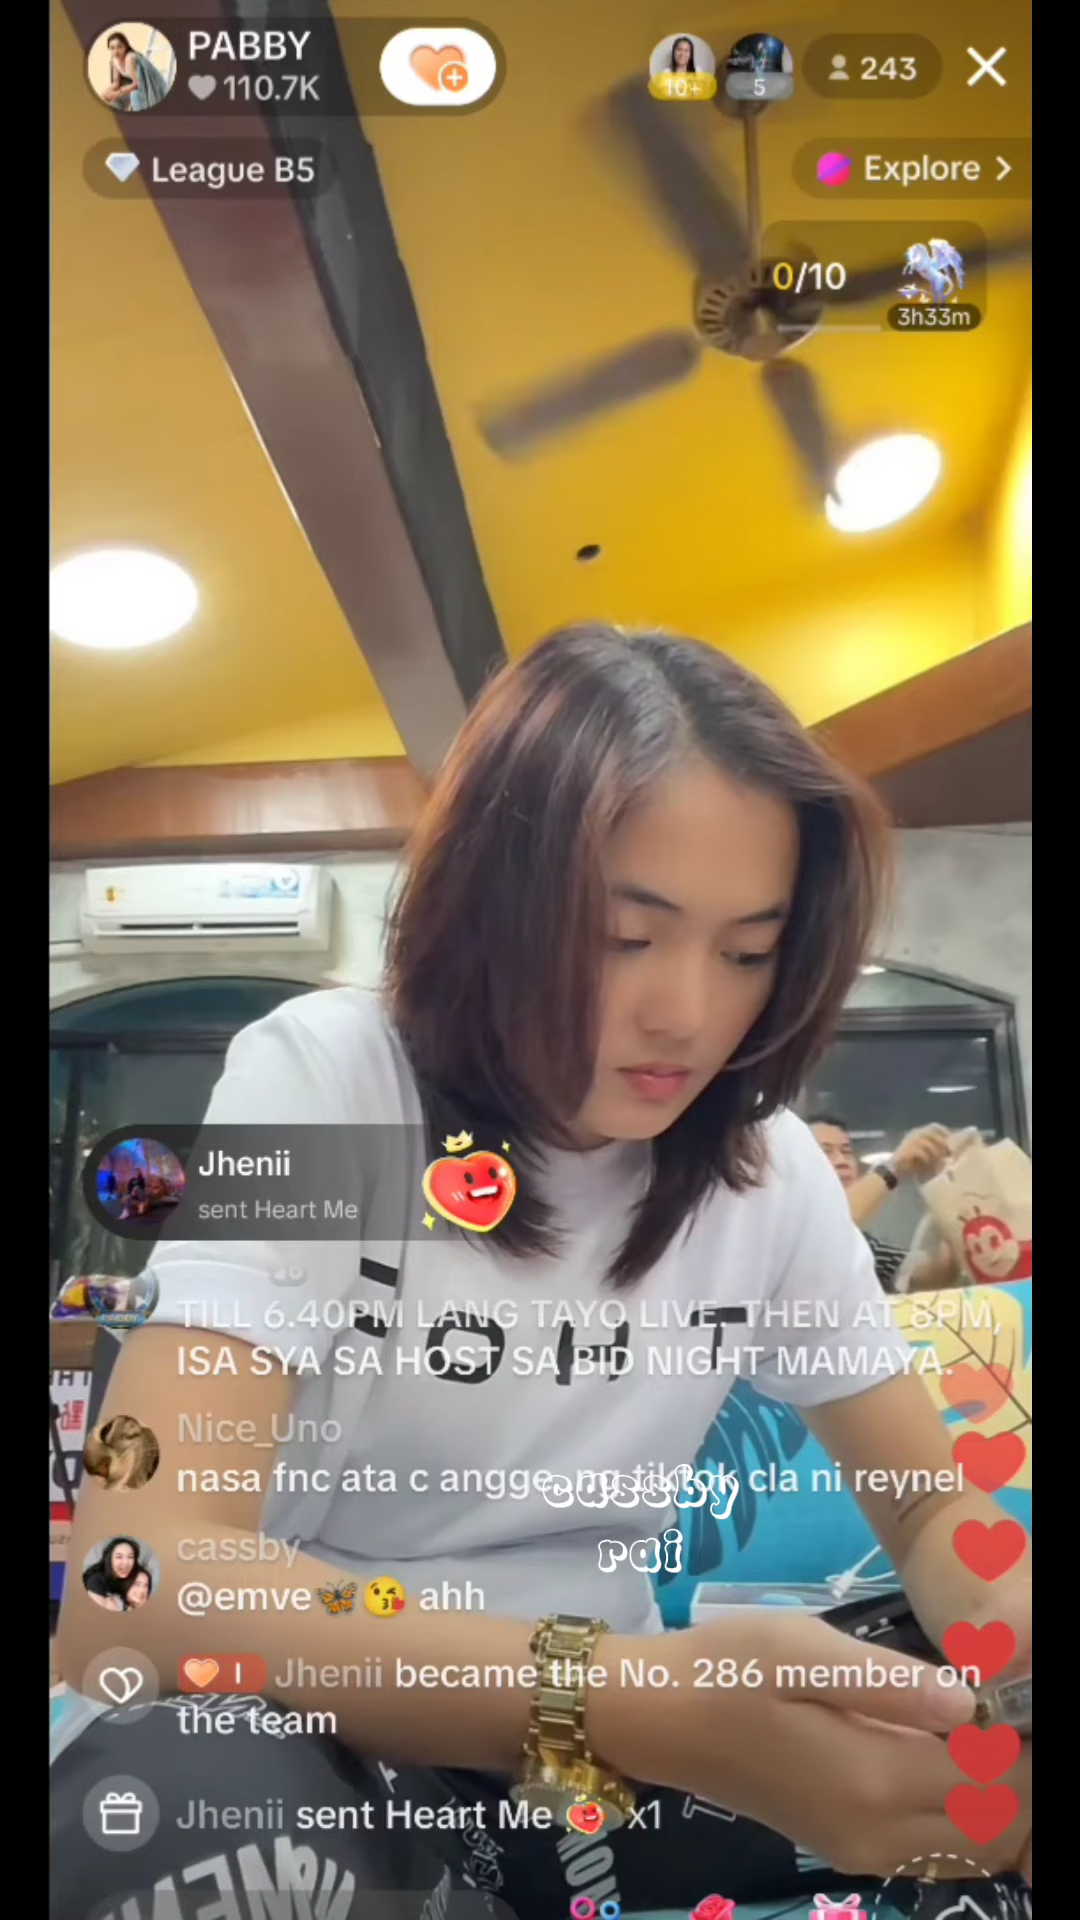 PABBY
110.7K
10+
5
243
League B5
Explore >
0/10
3h33m
Jhenii
sent Heart Me
TILL 6.40PM LANG TAYO LIVE. THEN AT 8PM,
ISA SYA SA HOST SA BID NIGHT MAMAYA.
Nice_Uno
nasa fnc ata c angge ng tiktok cla ni reynel
cassby
rai
cassby
@emve🦋😘 ahh
I Jhenii became the No. 286 member on
the team
Jhenii sent Heart Me x1